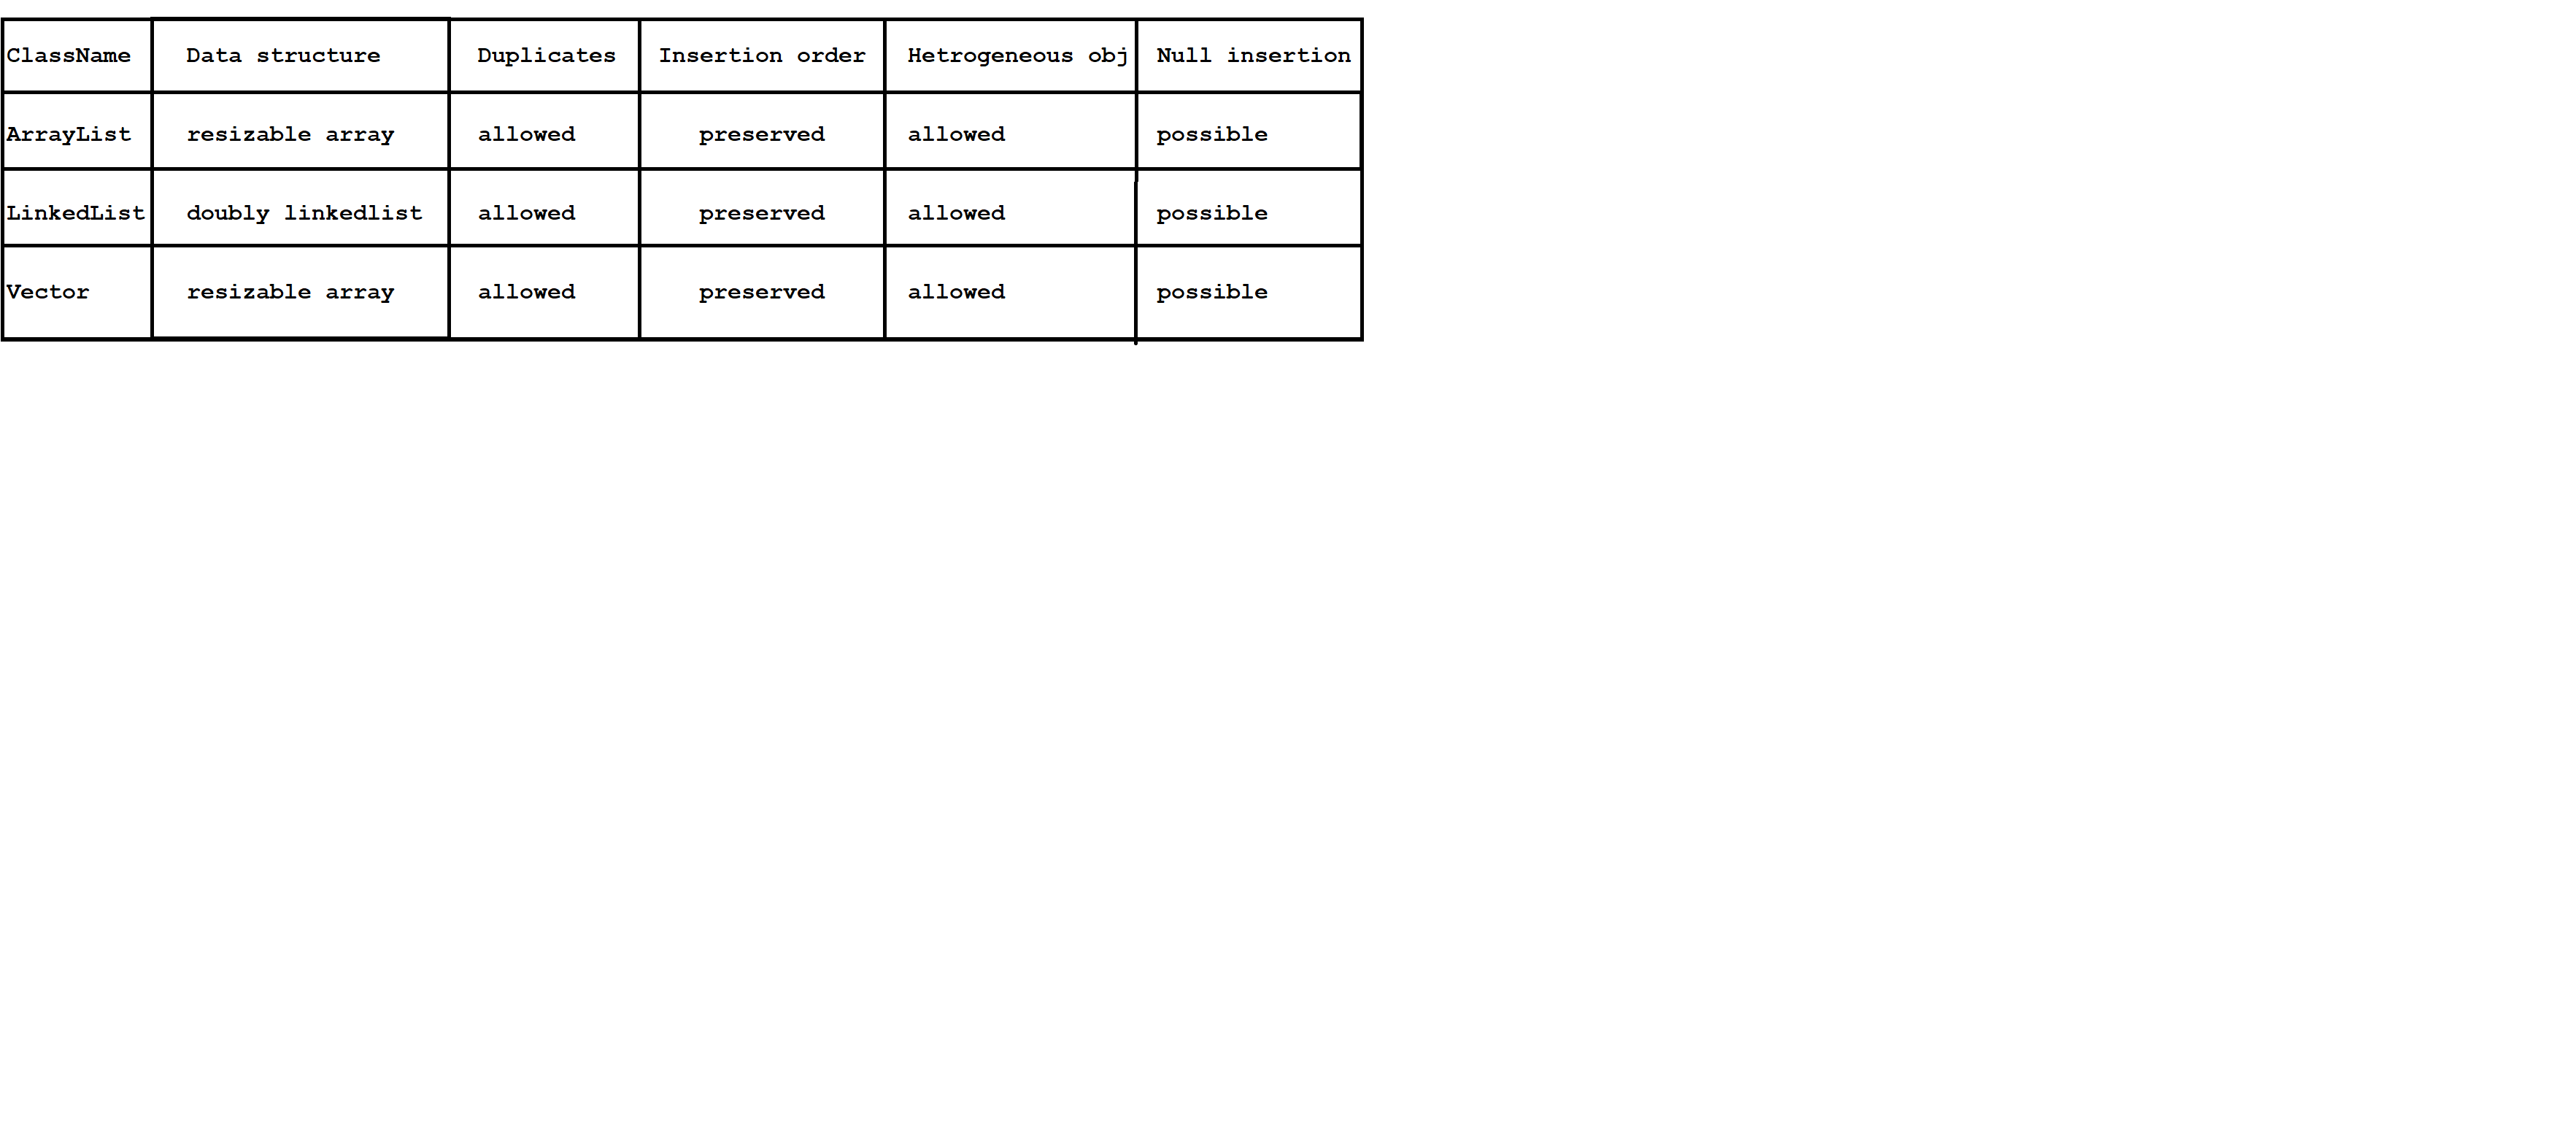 ClassName Data structure Duplicates Insertion order Hetrogeneous obj Null insertion
ArrayList resizable array allowed preserved allowed possible
LinkedList doubly linkedlist allowed preserved allowed possible
Vector resizable array allowed preserved allowed possible